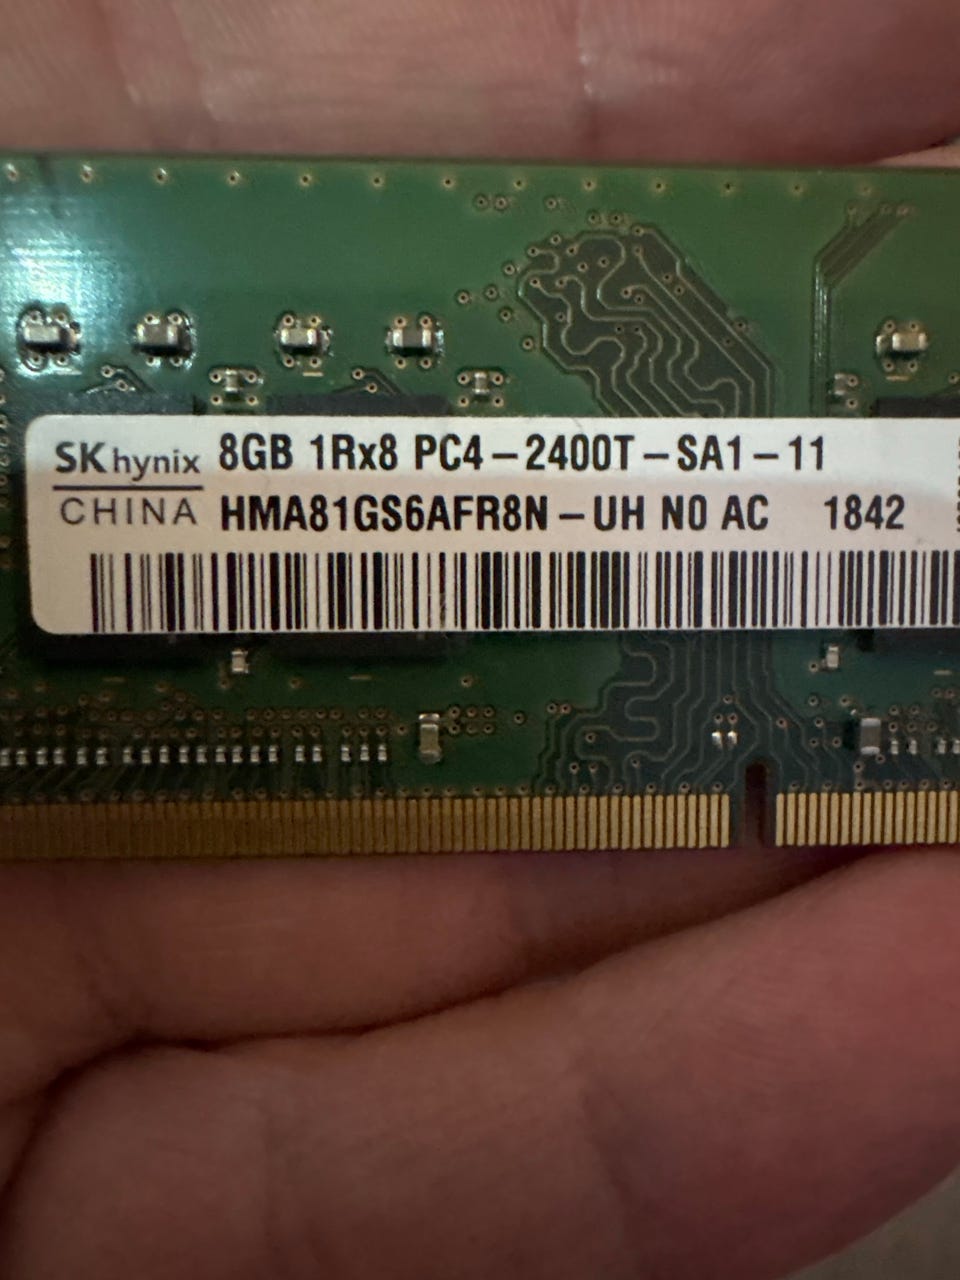 SK hynix
CHINA
8GB 1Rx8 PC4-2400T-SA1-11
HMA81GS6AFR8N-UH N0 AC 1842